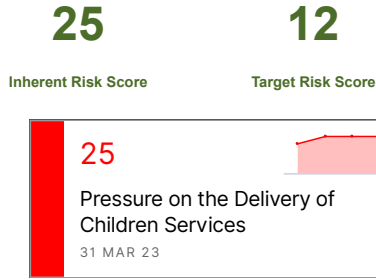 25 12
Inherent Risk Score Target Risk Score
25
Pressure on the Delivery of
Children Services
31 MAR 23